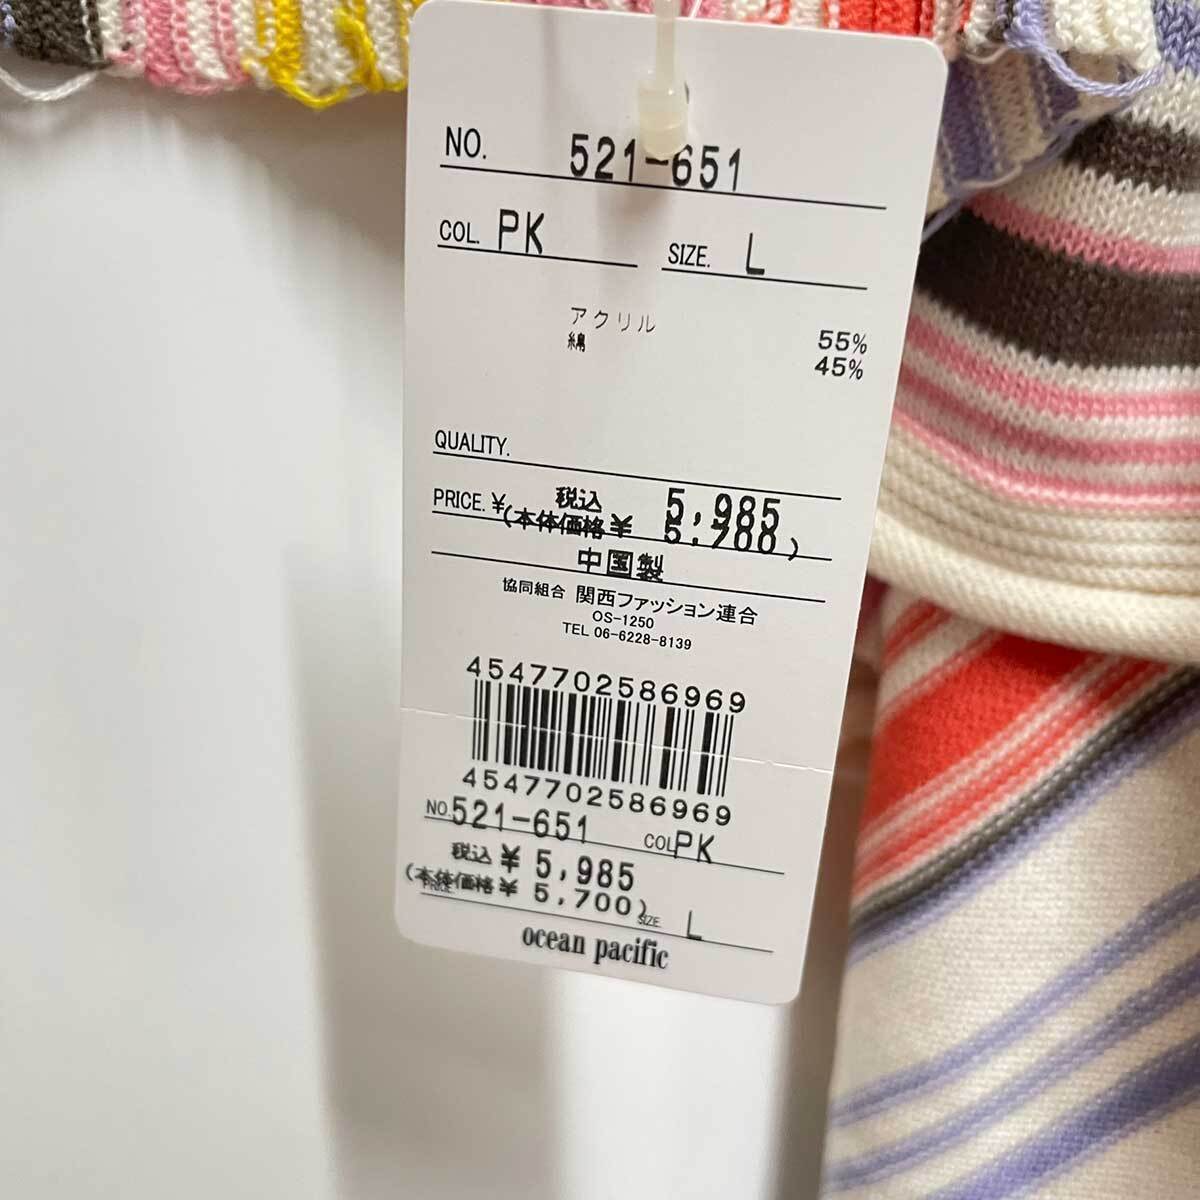 NO. 521-651
COL. PK SIZE. L
アクリル 55%
綿 45%
QUALITY.
PRICE. ¥ 税込 5,985
(本体価格¥ 5,700)
中国製
協同組合 関西ファッション連合
OS-1250
TEL 06-6228-8139
4547702586969
4547702586969
NO. 521-651 COL PK
税込 ¥ 5,985
(本体価格¥ 5,700)
PRICE. SIZE. L
ocean pacific